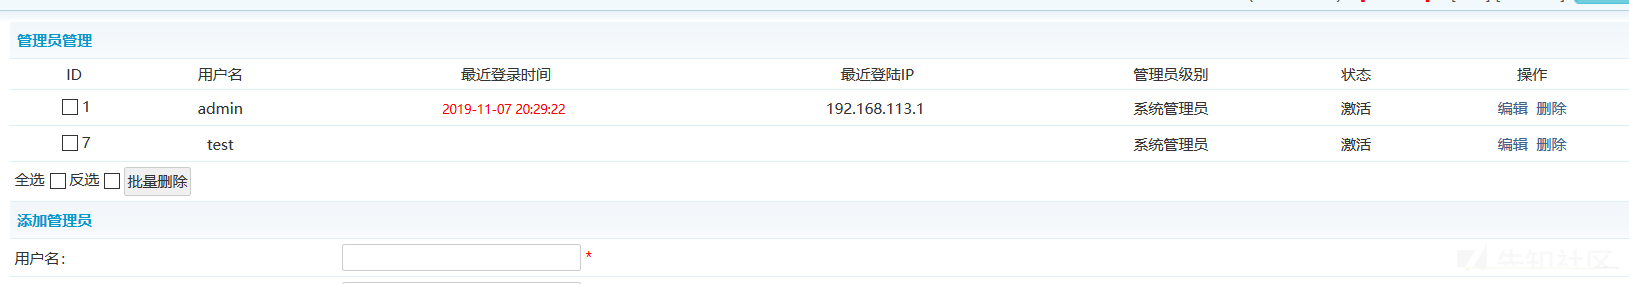 管理员管理
ID 用户名 最近登录时间 最近登陆IP 管理员级别 状态 操作
1 admin 2019-11-07 20:29:22 192.168.113.1 系统管理员 激活 编辑 删除
7 test 系统管理员 激活 编辑 删除
全选 反选 批量删除
添加管理员
用户名: *
先知社区